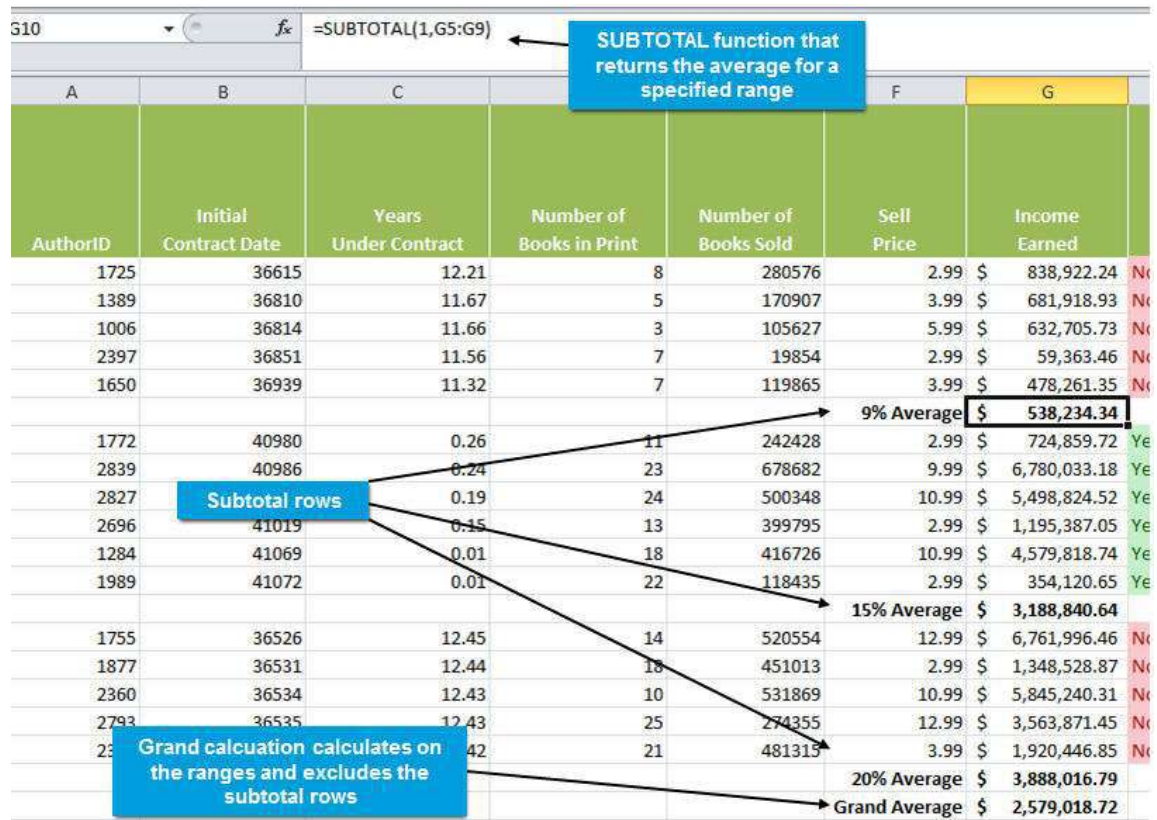 G10 fx =SUBTOTAL(1,G5:G9)
SUBTOTAL function that
returns the average for a
specified range
A B C F G
AuthorID Initial Contract Date Years Under Contract Number of Books in Print Number of Books Sold Sell Price Income Earned
1725 36615 12.21 8 280576 2.99 $ 838,922.24
1389 36810 11.67 5 170907 3.99 $ 681,918.93
1006 36814 11.66 3 105627 5.99 $ 632,705.73
2397 36851 11.56 7 19854 2.99 $ 59,363.46
1650 36939 11.32 7 119865 3.99 $ 478,261.35
9% Average $ 538,234.34
1772 40980 0.26 11 242428 2.99 $ 724,859.72
2839 40986 0.24 23 678682 9.99 $ 6,780,033.18
2827 0.19 24 500348 10.99 $ 5,498,824.52
Subtotal rows
2696 41019 0.15 13 399795 2.99 $ 1,195,387.05
1284 41069 0.01 18 416726 10.99 $ 4,579,818.74
1989 41072 0.01 22 118435 2.99 $ 354,120.65
15% Average $ 3,188,840.64
1755 36526 12.45 14 520554 12.99 $ 6,761,996.46
1877 36531 12.44 18 451013 2.99 $ 1,348,528.87
2360 36534 12.43 10 531869 10.99 $ 5,845,240.31
2793 36535 12.43 25 274355 12.99 $ 3,563,871.45
21 481315 3.99 $ 1,920,446.85
Grand calcuation calculates on
the ranges and excludes the
subtotal rows
20% Average $ 3,888,016.79
Grand Average $ 2,579,018.72